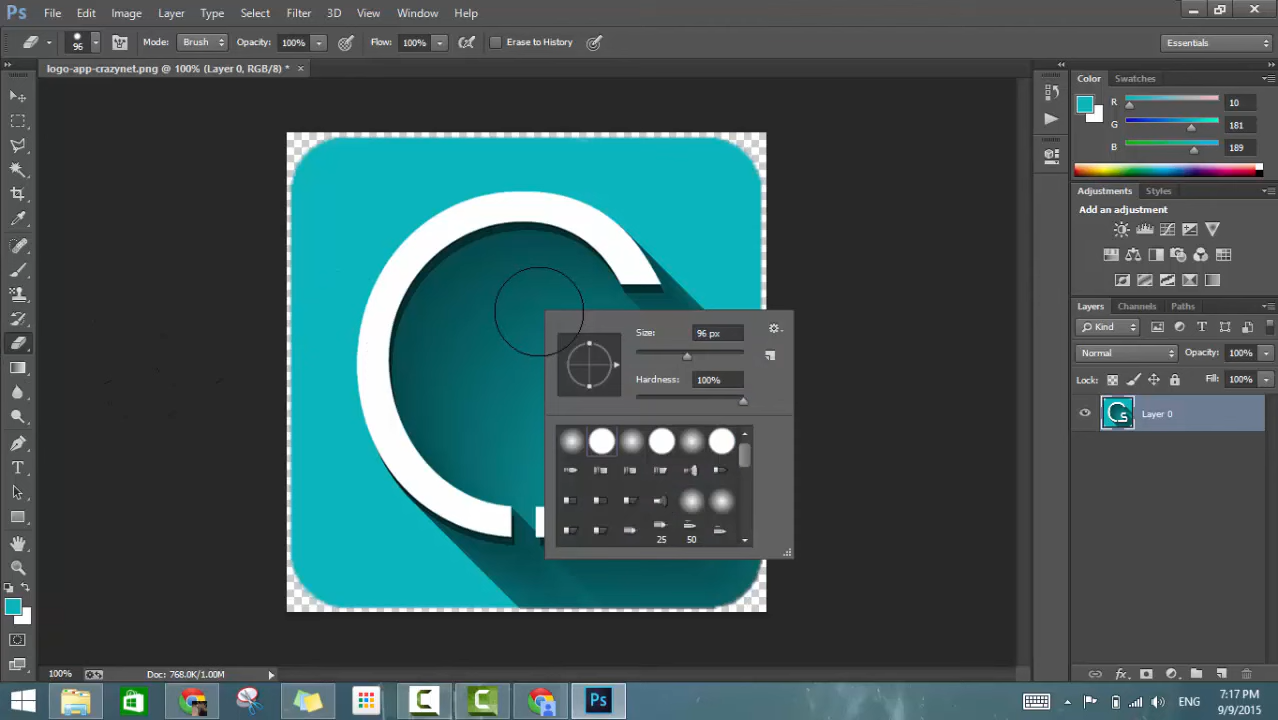 Ps File Edit Image Layer Type Select Filter 3D View Window Help
96 Mode: Brush Opacity: 100% Flow: 100% Erase to History Essentials
logo-app-crazynet.png @ 100% (Layer 0, RGB/8) * ×
Color Swatches
R 10
G 181
B 189
Adjustments Styles
Add an adjustment
Layers Channels Paths
Kind
Normal Opacity: 100%
Lock: Fill: 100%
Layer 0
Size: 96 px
Hardness: 100%
25 50
100% Doc: 768.0K/1.00M
Ps ENG 7:17 PM
9/9/2015